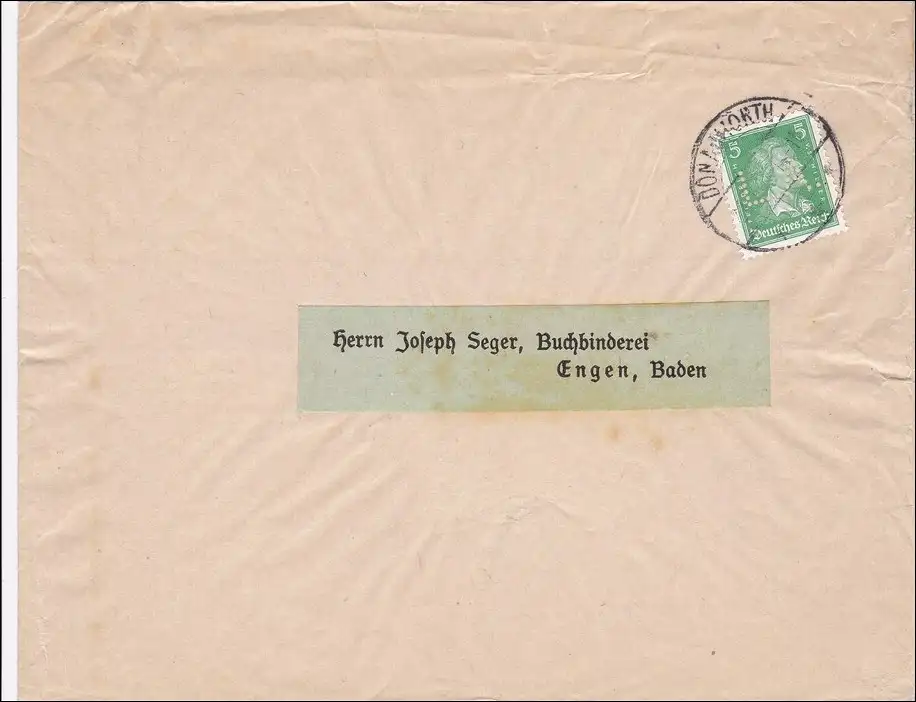 DONAUWÖRTH
5 5
Deutsches Reich
Herrn Joseph Seger, Buchbinderei
Engen, Baden